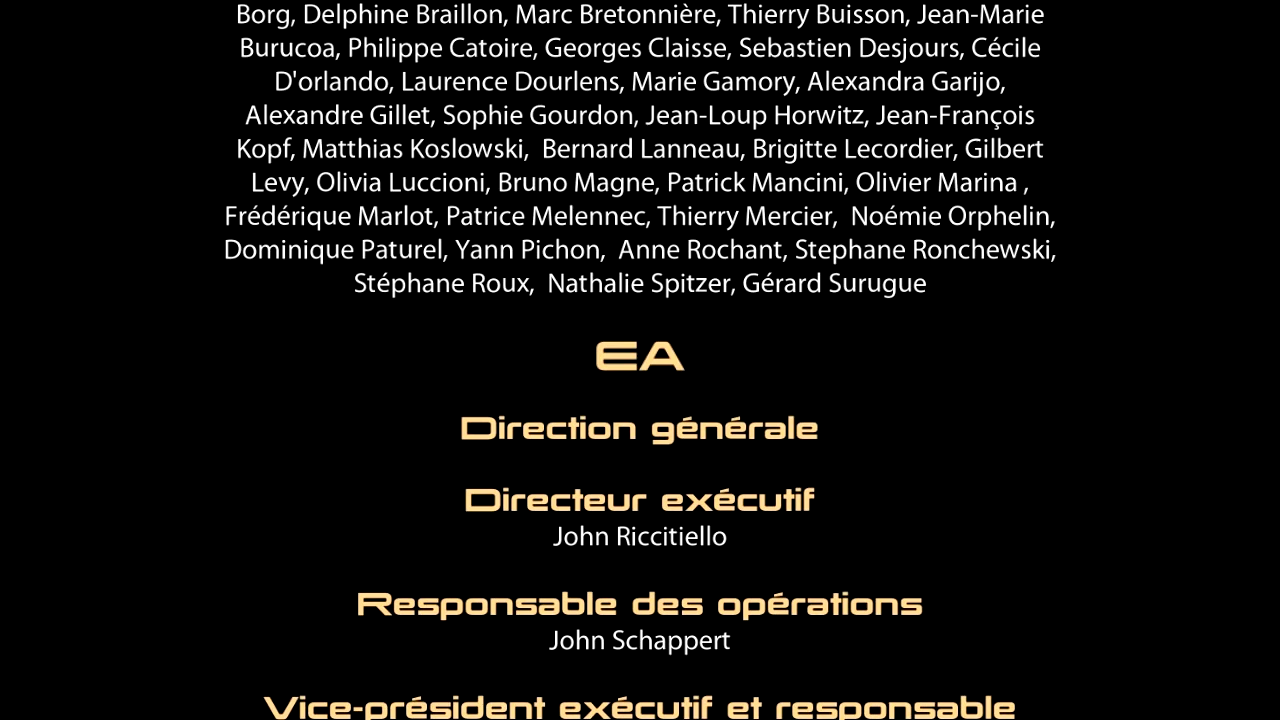 Borg, Delphine Braillon, Marc Bretonnière, Thierry Buisson, Jean-Marie
Burucoa, Philippe Catoire, Georges Claisse, Sebastien Desjours, Cécile
D'orlando, Laurence Dourlens, Marie Gamory, Alexandra Garijo,
Alexandre Gillet, Sophie Gourdon, Jean-Loup Horwitz, Jean-François
Kopf, Matthias Koslowski,  Bernard Lanneau, Brigitte Lecordier, Gilbert
Levy, Olivia Luccioni, Bruno Magne, Patrick Mancini, Olivier Marina ,
Frédérique Marlot, Patrice Melennec, Thierry Mercier,  Noémie Orphelin,
Dominique Paturel, Yann Pichon,  Anne Rochant, Stephane Ronchewski,
Stéphane Roux,  Nathalie Spitzer, Gérard Surugue
EA
Direction générale
Directeur exécutif
John Riccitiello
Responsable des opérations
John Schappert
Vice-président exécutif et responsable